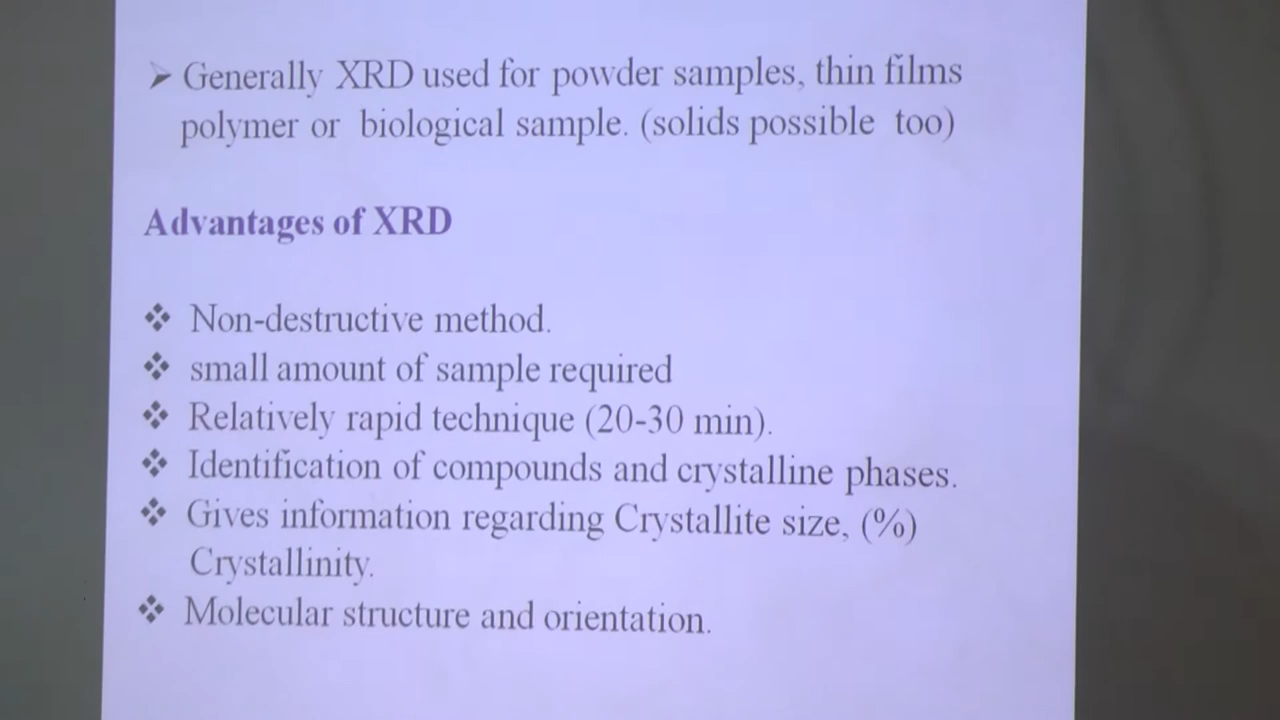 ➤ Generally XRD used for powder samples, thin films
polymer or biological sample. (solids possible too)
Advantages of XRD
❖ Non-destructive method.
❖ small amount of sample required
❖ Relatively rapid technique (20-30 min).
❖ Identification of compounds and crystalline phases.
❖ Gives information regarding Crystallite size, (%)
Crystallinity.
❖ Molecular structure and orientation.